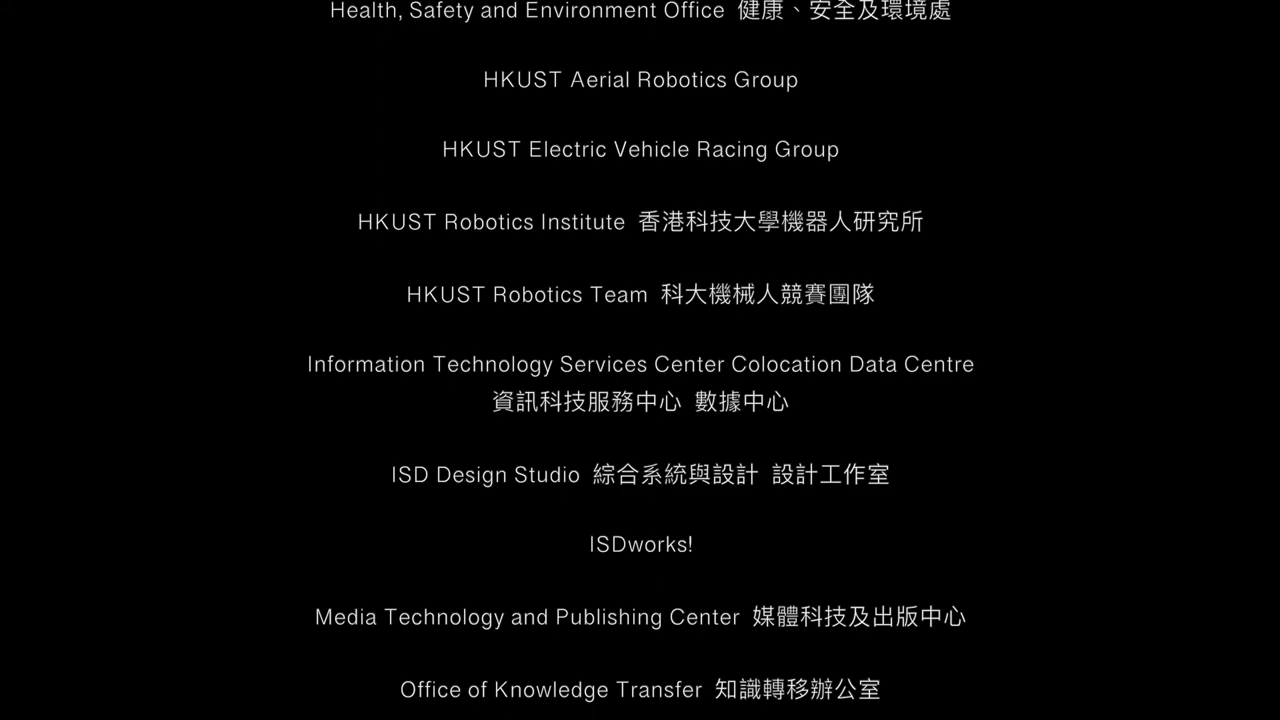 Health, Safety and Environment Office 健康、安全及環境處
HKUST Aerial Robotics Group
HKUST Electric Vehicle Racing Group
HKUST Robotics Institute 香港科技大學機器人研究所
HKUST Robotics Team 科大機械人競賽團隊
Information Technology Services Center Colocation Data Centre
資訊科技服務中心 數據中心
ISD Design Studio 綜合系統與設計 設計工作室
ISDworks!
Media Technology and Publishing Center 媒體科技及出版中心
Office of Knowledge Transfer 知識轉移辦公室